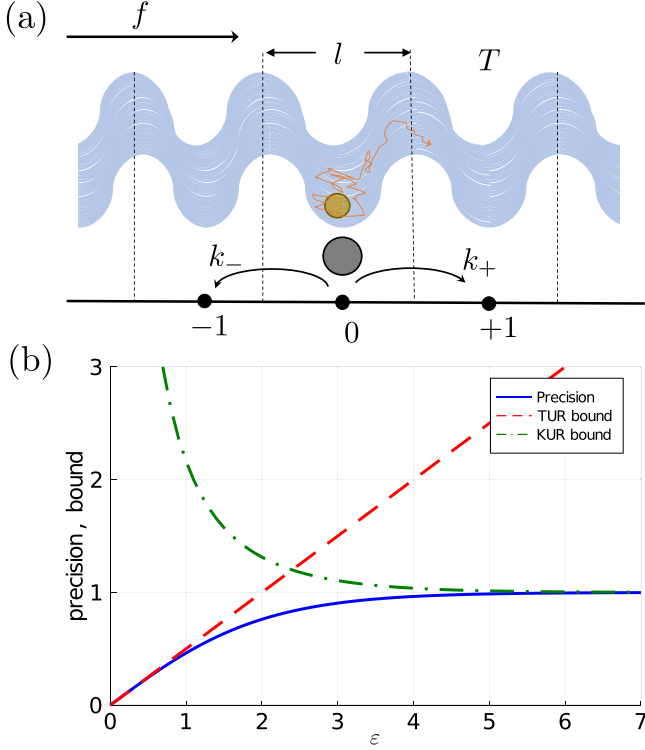 (a)
f
l
T
k₋
k₊
−1
0
+1
(b)
precision, bound
3
2
1
0
Precision
TUR bound
KUR bound
0 1 2 3 4 5 6 7
ε